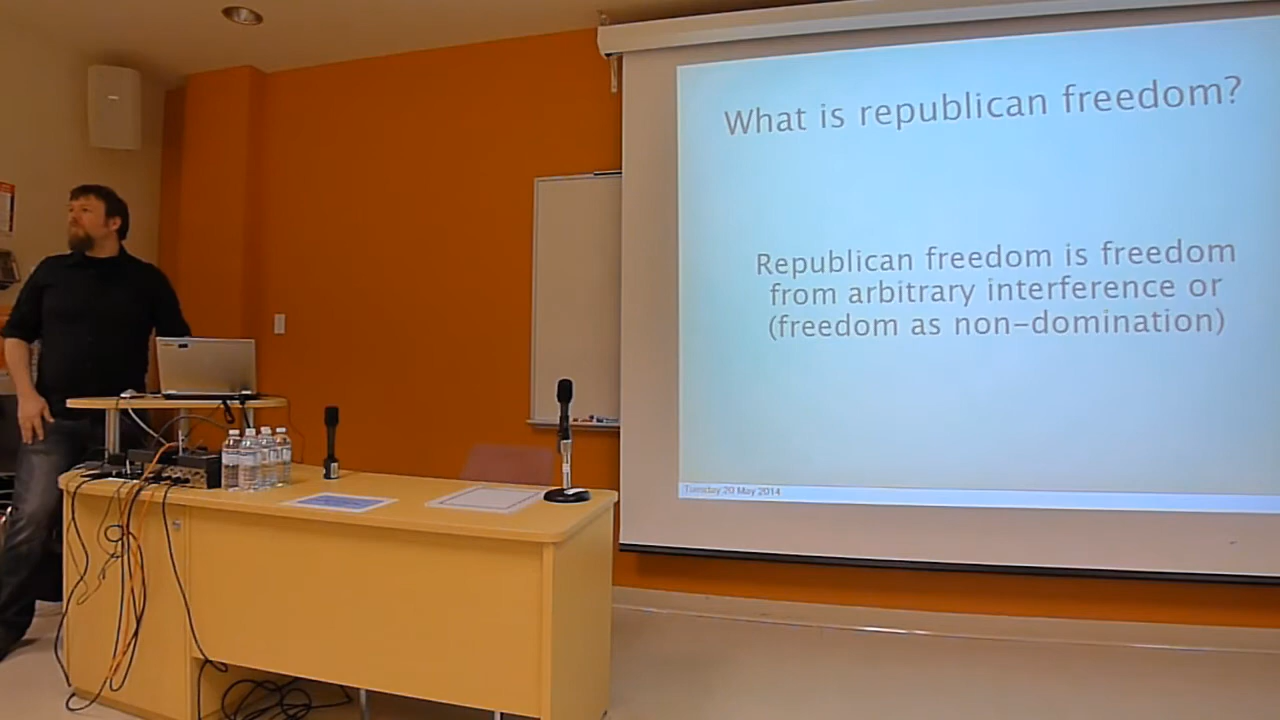 What is republican freedom?
Republican freedom is freedom
from arbitrary interference or
(freedom as non-domination)
Tuesday 20 May 2014